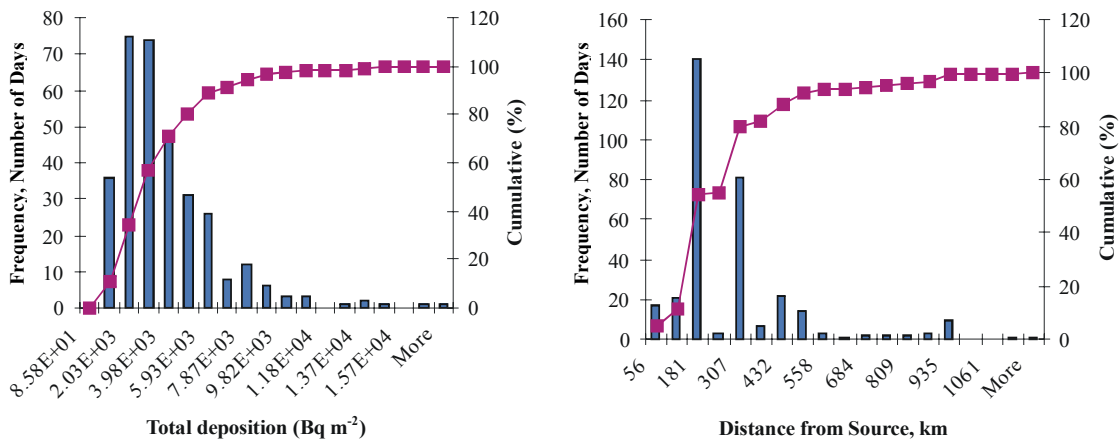 80
70
60
50
40
30
20
10
0
Frequency, Number of Days
120
100
80
60
40
20
0
Cumulative (%)
8.58E+01
2.03E+03
3.98E+03
5.93E+03
7.87E+03
9.82E+03
1.18E+04
1.37E+04
1.57E+04
More
Total deposition (Bq m-2)
160
140
120
100
80
60
40
20
0
Frequency, Number of Days
120
100
80
60
40
20
0
Cumulative (%)
56
181
307
432
558
684
809
935
1061
More
Distance from Source, km